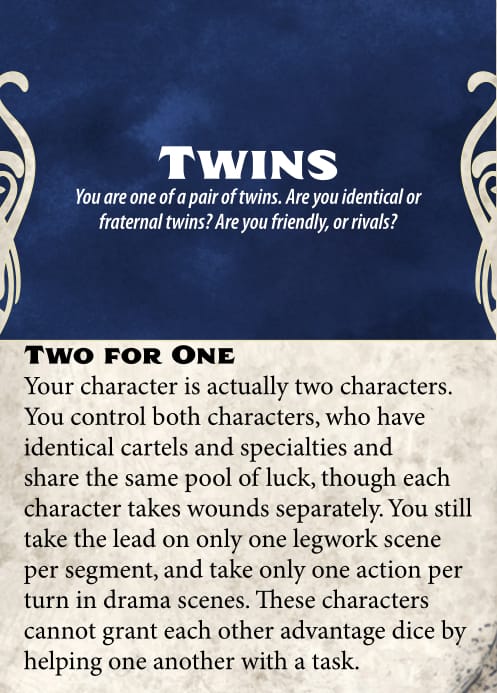 Twins
You are one of a pair of twins. Are you identical or
fraternal twins? Are you friendly, or rivals?
Two for One
Your character is actually two characters.
You control both characters, who have
identical cartels and specialties and
share the same pool of luck, though each
character takes wounds separately. You still
take the lead on only one legwork scene
per segment, and take only one action per
turn in drama scenes. These characters
cannot grant each other advantage dice by
helping one another with a task.